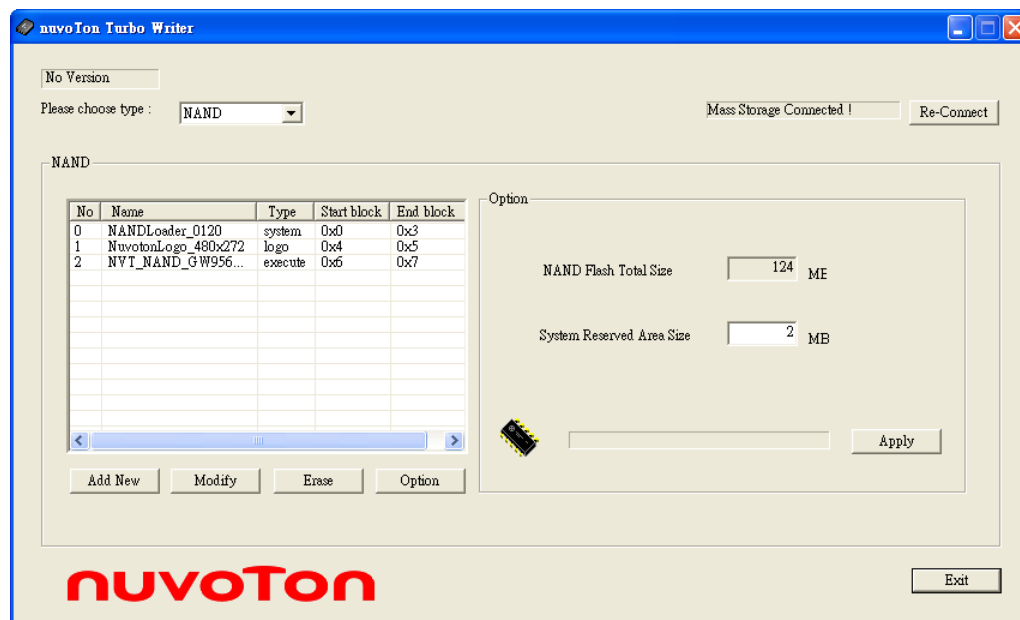 nuvoTon Turbo Writer
No Version
Please choose type :
NAND
Mass Storage Connected !
Re-Connect
NAND
No Name Type Start block End block
0 NANDLoader_0120 system 0x0 0x3
1 NuvotonLogo_480x272 logo 0x4 0x5
2 NVT_NAND_GW956... execute 0x6 0x7
Add New
Modify
Erase
Option
Option
NAND Flash Total Size 124 MB
System Reserved Area Size 2 MB
Apply
nuvoTon
Exit